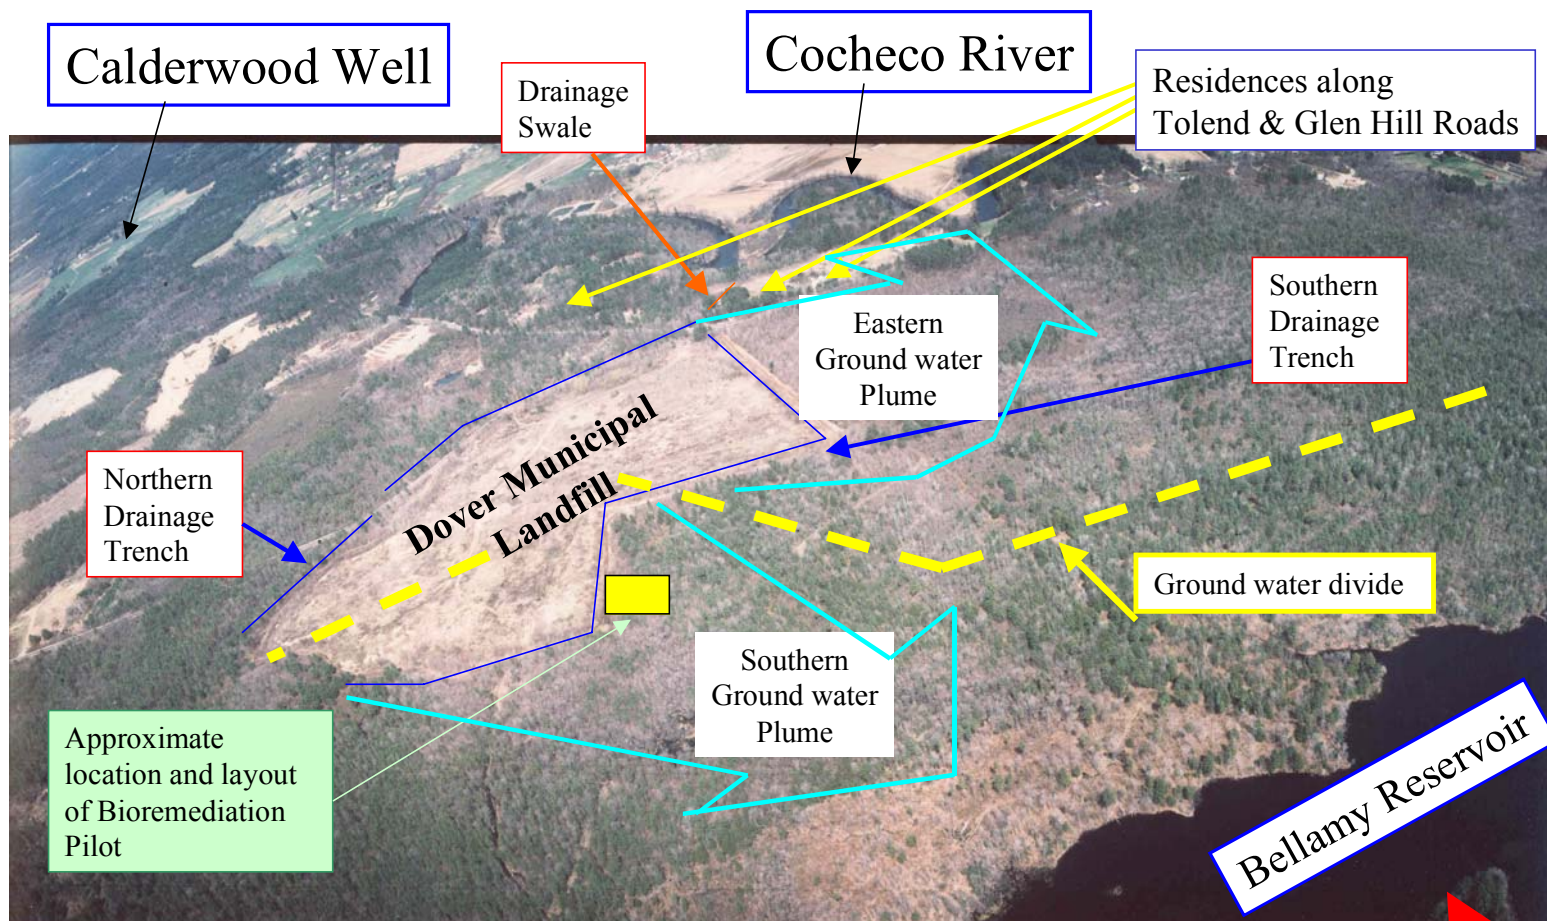 Calderwood Well
Cocheco River
Drainage
Swale
Residences along
Tolend & Glen Hill Roads
Eastern
Ground water
Plume
Southern
Drainage
Trench
Northern
Drainage
Trench
Dover Municipal
Landfill
Ground water divide
Southern
Ground water
Plume
Approximate
location and layout
of Bioremediation
Pilot
Bellamy Reservoir